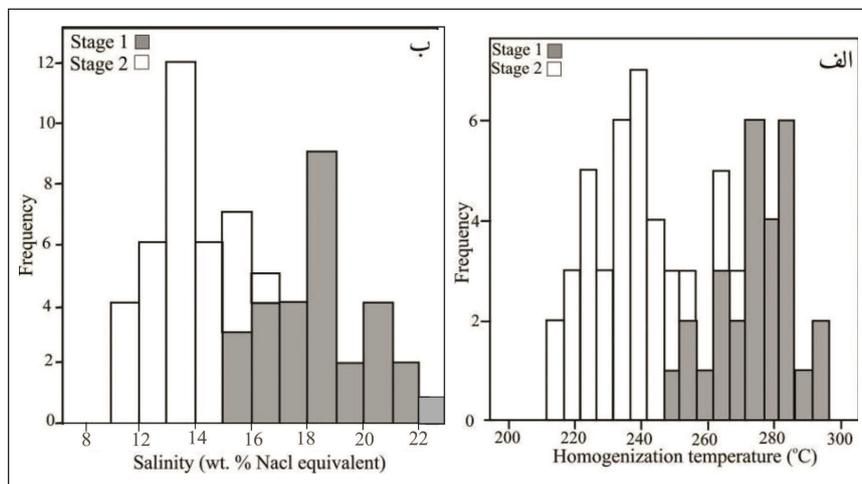 ب
Stage 1
Stage 2
12
10
8
6
4
2
0
Frequency
8 12 14 16 18 20 22
Salinity (wt. % Nacl equivalent)
الف
Stage 1
Stage 2
6
4
2
0
Frequency
200 220 240 260 280 300
Homogenization temperature (°C)